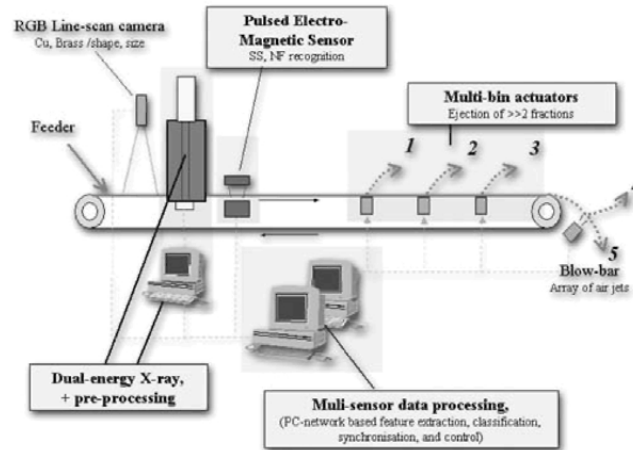 RGB Line-scan camera
Cu, Brass /shape, size
Pulsed Electro-
Magnetic Sensor
SS, NF recognition
Multi-bin actuators
Ejection of >>2 fractions
Feeder
1
2
3
5
Blow-bar
Array of air jets
Dual-energy X-ray,
+ pre-processing
Muli-sensor data processing,
(PC-network based feature extraction, classification,
synchronisation, and control)